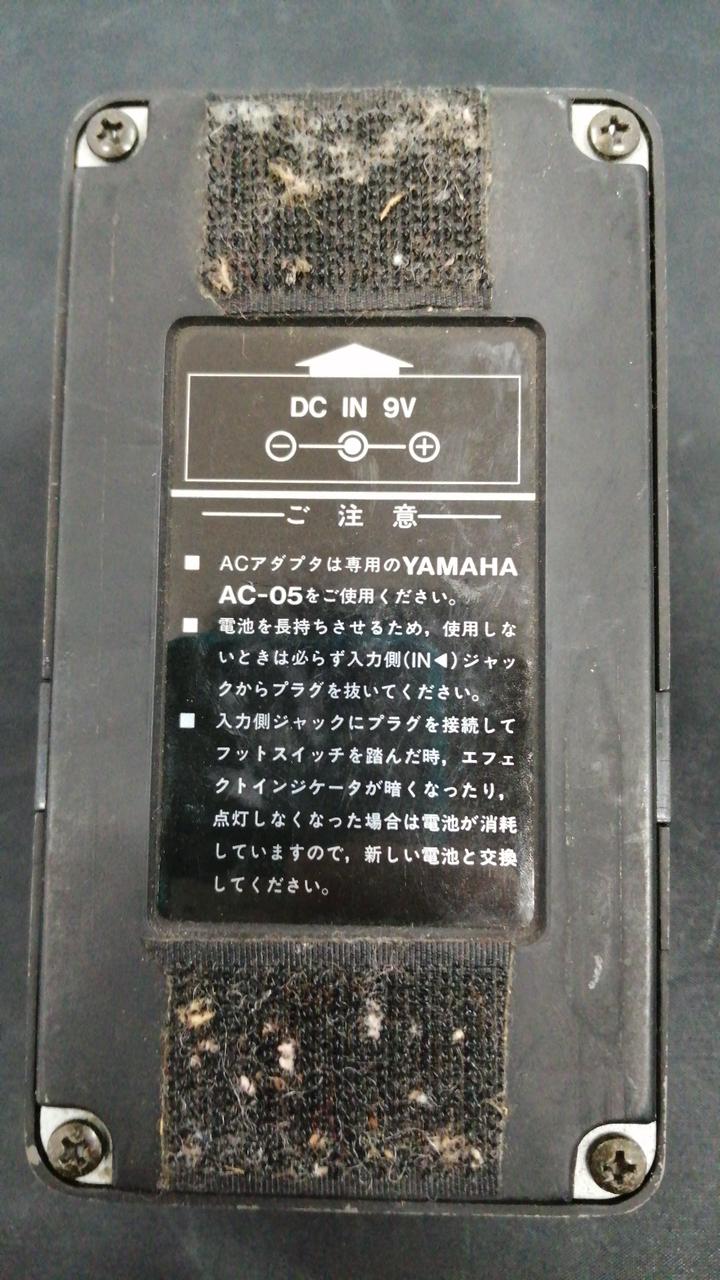 DC IN 9V
ご 注 意
■ ACアダプタは専用のYAMAHA
AC-05をご使用ください。
■ 電池を長持ちさせるため，使用しな
いときは必らず入力側(IN◀)ジャッ
クからプラグを抜いてください。
■ 入力側ジャックにプラグを接続して
フットスイッチを踏んだ時，エフェ
クトインジケータが暗くなったり，
点灯しなくなった場合は電池が消耗
していますので，新しい電池と交換
してください。